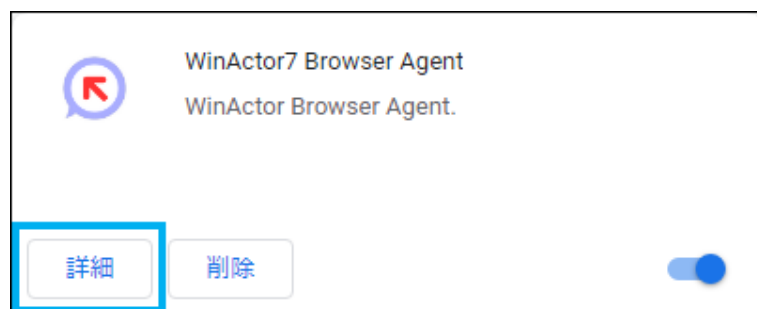 WinActor7 Browser Agent
WinActor Browser Agent.
詳細
削除